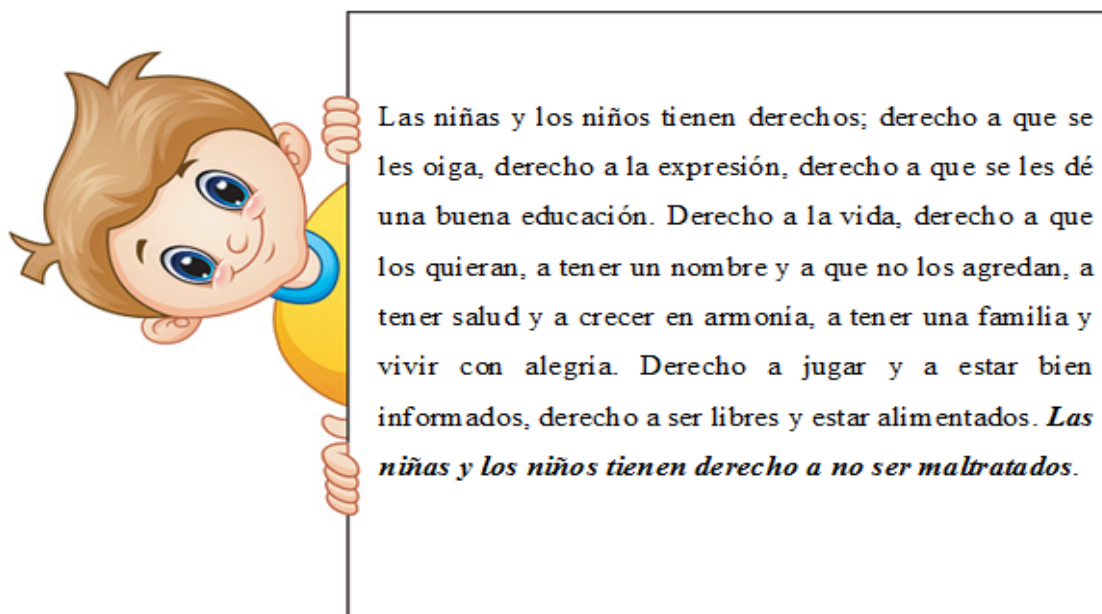 Las niñas y los niños tienen derechos; derecho a que se
les oiga, derecho a la expresión, derecho a que se les dé
una buena educación. Derecho a la vida, derecho a que
los quieran, a tener un nombre y a que no los agredan, a
tener salud y a crecer en armonía, a tener una familia y
vivir con alegría. Derecho a jugar y a estar bien
informados, derecho a ser libres y estar alimentados. Las
niñas y los niños tienen derecho a no ser maltratados.